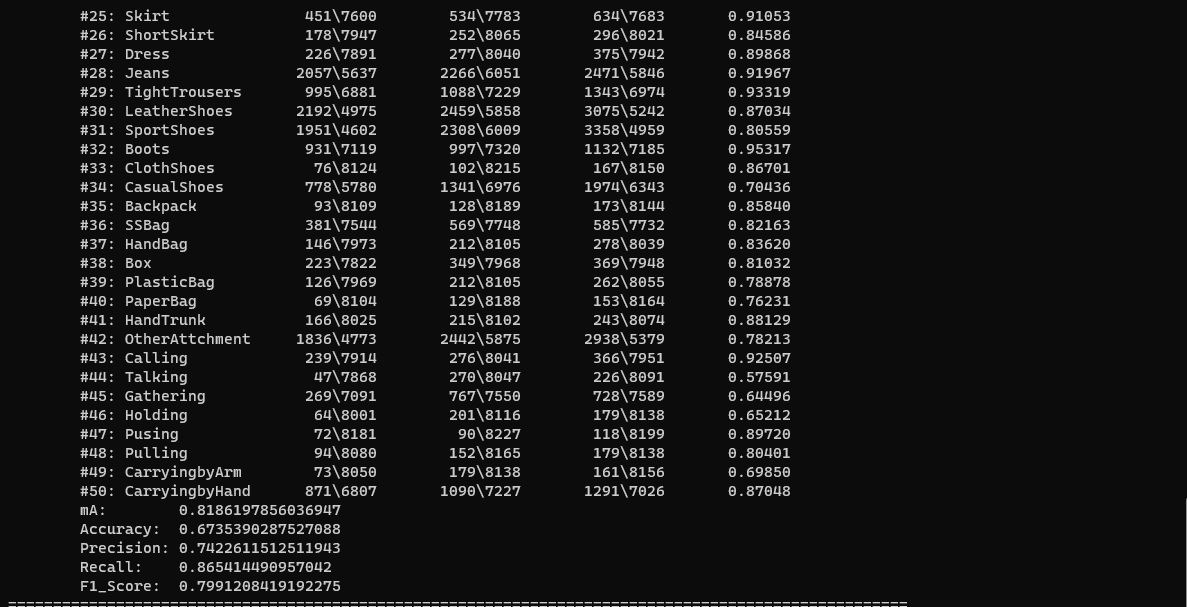 #25: Skirt 451\7600 534\7783 634\7683 0.91053
#26: ShortSkirt 178\7947 252\8065 296\8021 0.84586
#27: Dress 226\7891 277\8040 375\7942 0.89868
#28: Jeans 2057\5637 2266\6051 2471\5846 0.91967
#29: TightTrousers 995\6881 1088\7229 1343\6974 0.93319
#30: LeatherShoes 2192\4975 2459\5858 3075\5242 0.87034
#31: SportShoes 1951\4602 2308\6009 3358\4959 0.80559
#32: Boots 931\7119 997\7320 1132\7185 0.95317
#33: ClothShoes 76\8124 102\8215 167\8150 0.86701
#34: CasualShoes 778\5780 1341\6976 1974\6343 0.70436
#35: Backpack 93\8109 128\8189 173\8144 0.85840
#36: SSBag 381\7544 569\7748 585\7732 0.82163
#37: HandBag 146\7973 212\8105 278\8039 0.83620
#38: Box 223\7822 349\7968 369\7948 0.81032
#39: PlasticBag 126\7969 212\8105 262\8055 0.78878
#40: PaperBag 69\8104 129\8188 153\8164 0.76231
#41: HandTrunk 166\8025 215\8102 243\8074 0.88129
#42: OtherAttchment 1836\4773 2442\5875 2938\5379 0.78213
#43: Calling 239\7914 276\8041 366\7951 0.92507
#44: Talking 47\7868 270\8047 226\8091 0.57591
#45: Gathering 269\7091 767\7550 728\7589 0.64496
#46: Holding 64\8001 201\8116 179\8138 0.65212
#47: Pusing 72\8181 90\8227 118\8199 0.89720
#48: Pulling 94\8080 152\8165 179\8138 0.80401
#49: CarryingbyArm 73\8050 179\8138 161\8156 0.69850
#50: CarryingbyHand 871\6807 1090\7227 1291\7026 0.87048
mA: 0.8186197856036947
Accuracy: 0.6735390287527088
Precision: 0.7422611512511943
Recall: 0.865414490957042
F1_Score: 0.7991208419192275
====================================================================================================